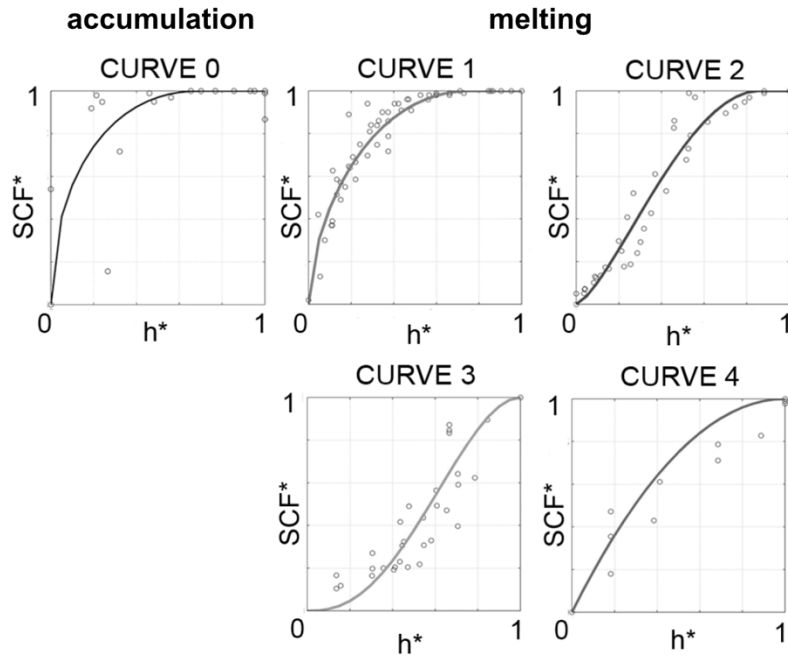 accumulation
melting
CURVE 0
1
SCF*
0
h*
1
CURVE 1
1
SCF*
0
h*
1
CURVE 2
1
SCF*
0
h*
1
CURVE 3
1
SCF*
0
h*
1
CURVE 4
1
SCF*
0
h*
1